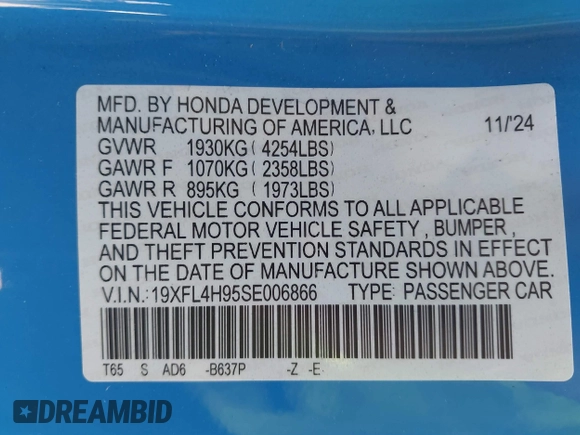 MFD. BY HONDA DEVELOPMENT &
MANUFACTURING OF AMERICA, LLC 11/'24
GVWR 1930KG ( 4254LBS)
GAWR F 1070KG ( 2358LBS)
GAWR R 895KG ( 1973LBS)
THIS VEHICLE CONFORMS TO ALL APPLICABLE
FEDERAL MOTOR VEHICLE SAFETY , BUMPER ,
AND THEFT PREVENTION STANDARDS IN EFFECT
ON THE DATE OF MANUFACTURE SHOWN ABOVE.
V.I.N.: 19XFL4H95SE006866 TYPE: PASSENGER CAR
T65 S AD6 -B637P -Z -E
DREAMBID